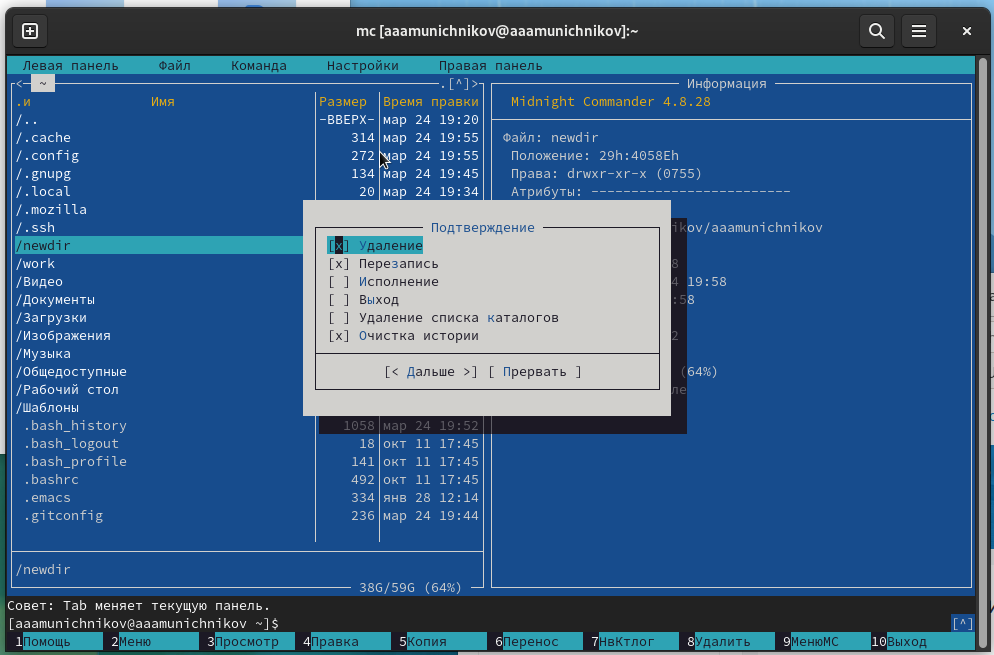 mc [aaamunichnikov@aaamunichnikov]:~
Левая панель Файл Команда Настройки Правая панель
<─ ~ .[^]>
Информация
.и Имя Размер Время правки
Midnight Commander 4.8.28
/.. -ВВЕРХ- мар 24 19:20
/.cache 314 мар 24 19:55
Файл: newdir
/.config 272 мар 24 19:55
Положение: 29h:4058Eh
/.gnupg 134 мар 24 19:45
Права: drwxr-xr-x (0755)
/.local 20 мар 24 19:34
Атрибуты: -------------------------
/.mozilla
/.ssh
ikov/aaamunichnikov
/newdir
/work
8
/Видео
4 19:58
/Документы
:58
/Загрузки
/Изображения
2
/Музыка
/Общедоступные
(64%)
/Рабочий стол
ле
/Шаблоны
Подтверждение
[x] Удаление
[x] Перезапись
[ ] Исполнение
[ ] Выход
[ ] Удаление списка каталогов
[x] Очистка истории
[< Дальше >] [ Прервать ]
.bash_history 1058 мар 24 19:52
.bash_logout 18 окт 11 17:45
.bash_profile 141 окт 11 17:45
.bashrc 492 окт 11 17:45
.emacs 334 янв 28 12:14
.gitconfig 236 мар 24 19:44
/newdir
38G/59G (64%)
Совет: Tab меняет текущую панель.
[aaamunichnikov@aaamunichnikov ~]$ [^]
1Помощь 2Меню 3Просмотр 4Правка 5Копия 6Перенос 7НвКтлог 8Удалить 9МенюМС 10Выход